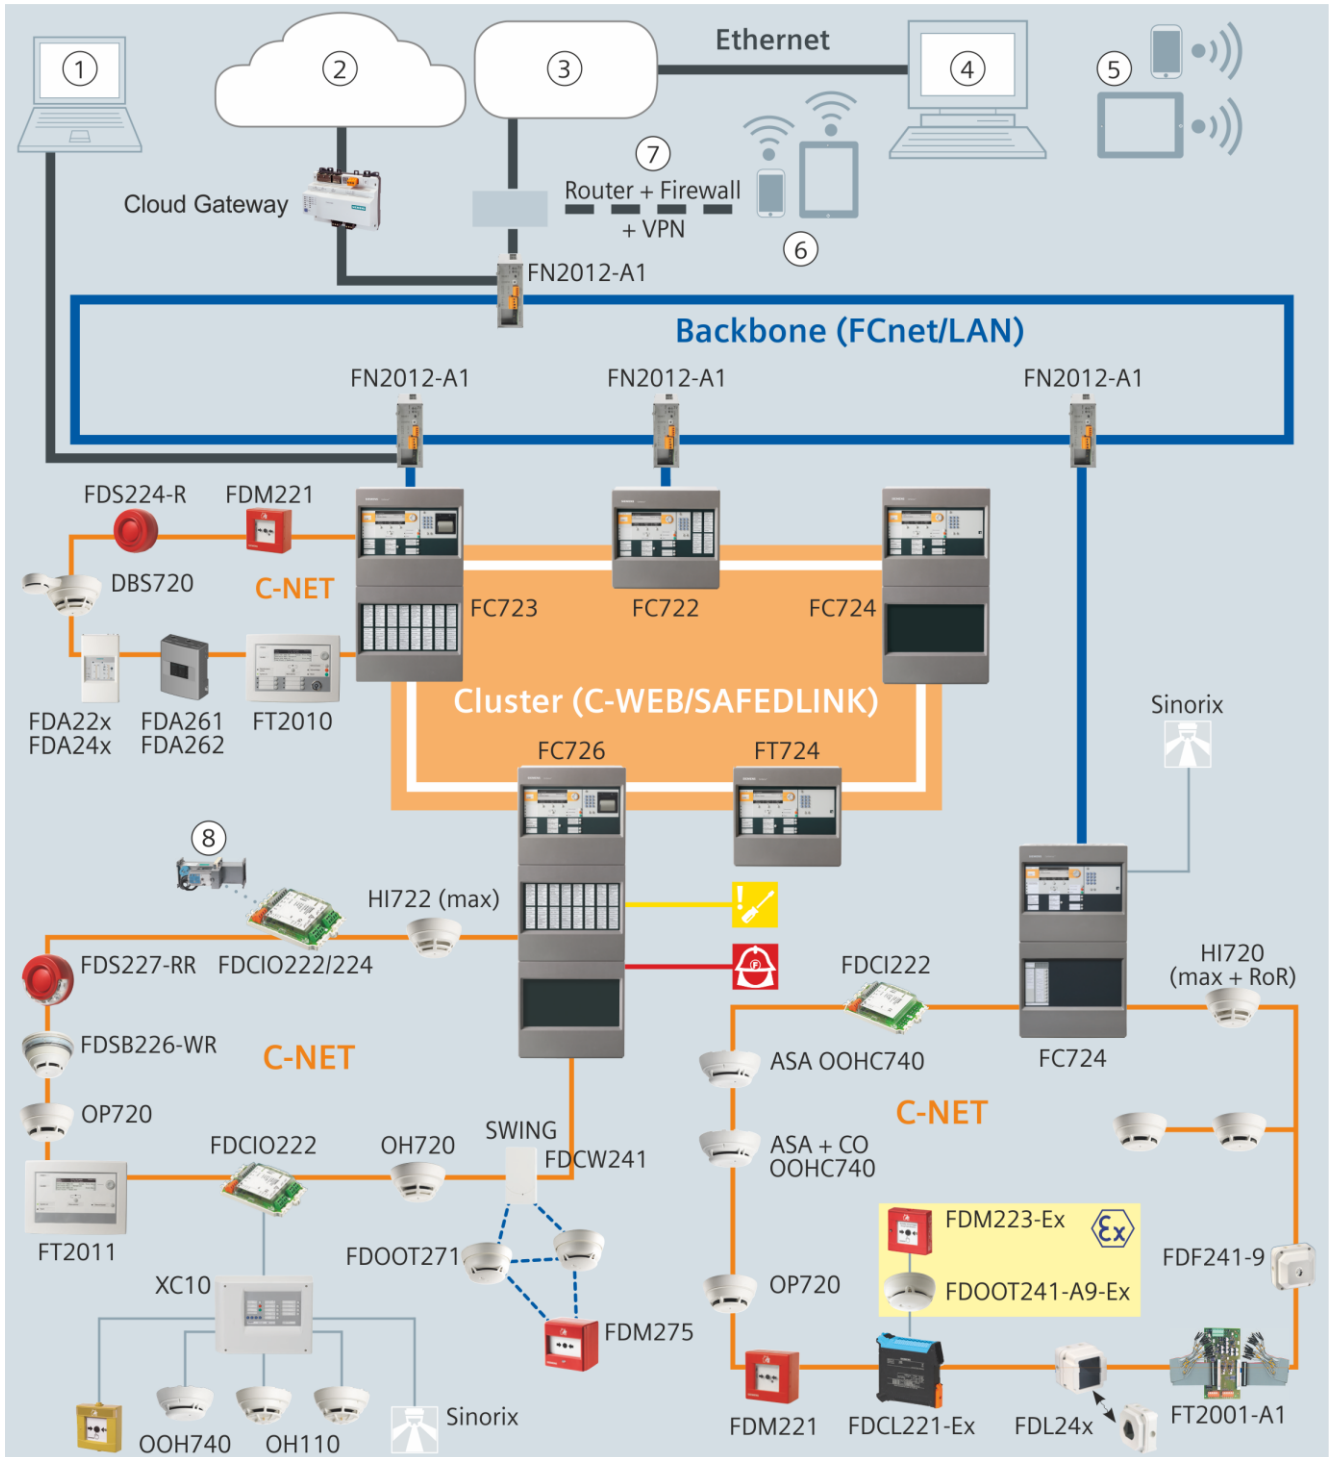 1
2
3
Ethernet
4
5
7
Router + Firewall
+ VPN
6
Cloud Gateway
FN2012-A1
Backbone (FCnet/LAN)
FN2012-A1
FN2012-A1
FN2012-A1
FDS224-R
FDM221
DBS720
C-NET
FC723
FC722
FC724
FDA22x
FDA24x
FDA261
FDA262
FT2010
Cluster (C-WEB/SAFEDLINK)
FC726
FT724
Sinorix
8
HI722 (max)
FDS227-RR
FDCIO222/224
FDSB226-WR
C-NET
OP720
FDCIO222
OH720
SWING
FDCW241
FT2011
FDOOT271
XC10
FDM275
OOH740
OH110
Sinorix
FDCI222
HI720
(max + RoR)
FC724
ASA OOHC740
C-NET
ASA + CO
OOHC740
FDM223-Ex
Ex
FDF241-9
OP720
FDOOT241-A9-Ex
FDM221
FDCL221-Ex
FDL24x
FT2001-A1